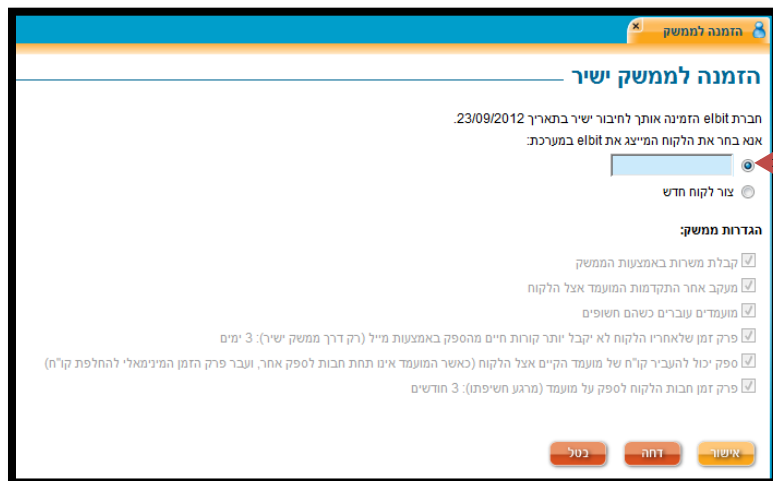 הזמנה לממשק
הזמנה לממשק ישיר
חברת elbit הזמינה אותך לחיבור ישיר בתאריך 23/09/2012.
אנא בחר את הלקוח המייצג את elbit במערכת:
צור לקוח חדש
הגדרות ממשק:
קבלת משרות באמצעות הממשק
מעקב אחר התקדמות המועמד אצל הלקוח
מועמדים עוברים כשהם חשופים
פרק זמן שלאחריו הלקוח לא יקבל יותר קורות חיים מהספק באמצעות מייל (רק דרך ממשק ישיר): 3 ימים
ספק יכול להעביר קו"ח של מועמד הקיים אצל הלקוח (כאשר המועמד אינו תחת חבות לספק אחר, ועבר פרק הזמן המינימאלי להחלפת קו"ח)
פרק זמן חבות הלקוח לספק על מועמד (מרגע חשיפתו): 3 חודשים
אישור דחה בטל